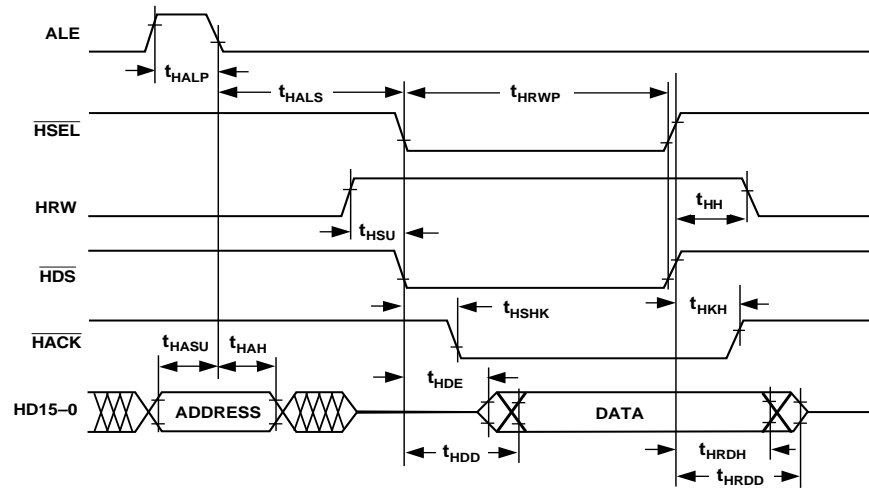 ALE
tHALP
tHALS
tHRWP
HSEL
HRW
tHSU
tHH
HDS
tHSHK
tHKH
HACK
tHASU
tHAH
tHDE
HD15–0
ADDRESS
DATA
tHDD
tHRDH
tHRDD